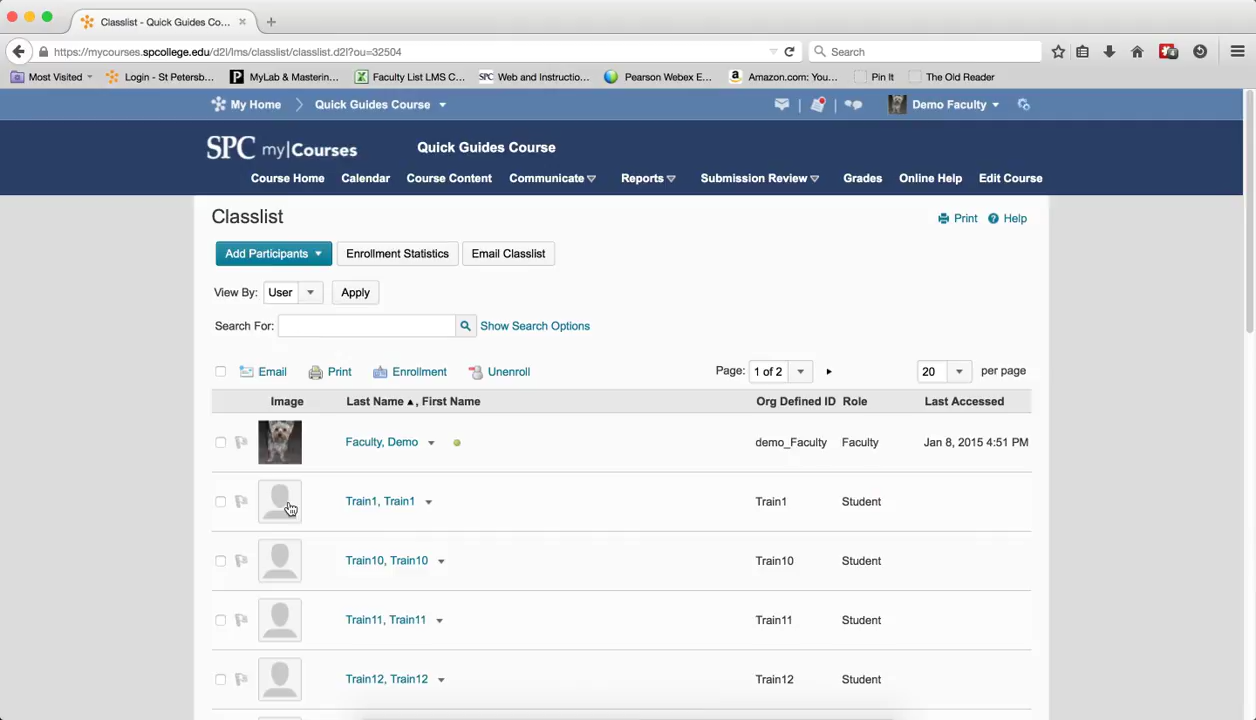 Classlist - Quick Guides Co...
https://mycourses.spcollege.edu/d2l/lms/classlist/classlist.d2l?ou=32504
Search
Most Visited
Login - St Petersb...
MyLab & Mastering...
Faculty List LMS C...
SPC Web and Instructio...
Pearson Webex E...
Amazon.com: You...
Pin It
The Old Reader
My Home
Quick Guides Course
Demo Faculty
SPC my|Courses
Quick Guides Course
Course Home
Calendar
Course Content
Communicate
Reports
Submission Review
Grades
Online Help
Edit Course
Classlist
Print
Help
Add Participants
Enrollment Statistics
Email Classlist
View By: User
Apply
Search For:
Show Search Options
Email
Print
Enrollment
Unenroll
Page: 1 of 2
20 per page
Image Last Name , First Name Org Defined ID Role Last Accessed
Faculty, Demo demo_Faculty Faculty Jan 8, 2015 4:51 PM
Train1, Train1 Train1 Student
Train10, Train10 Train10 Student
Train11, Train11 Train11 Student
Train12, Train12 Train12 Student